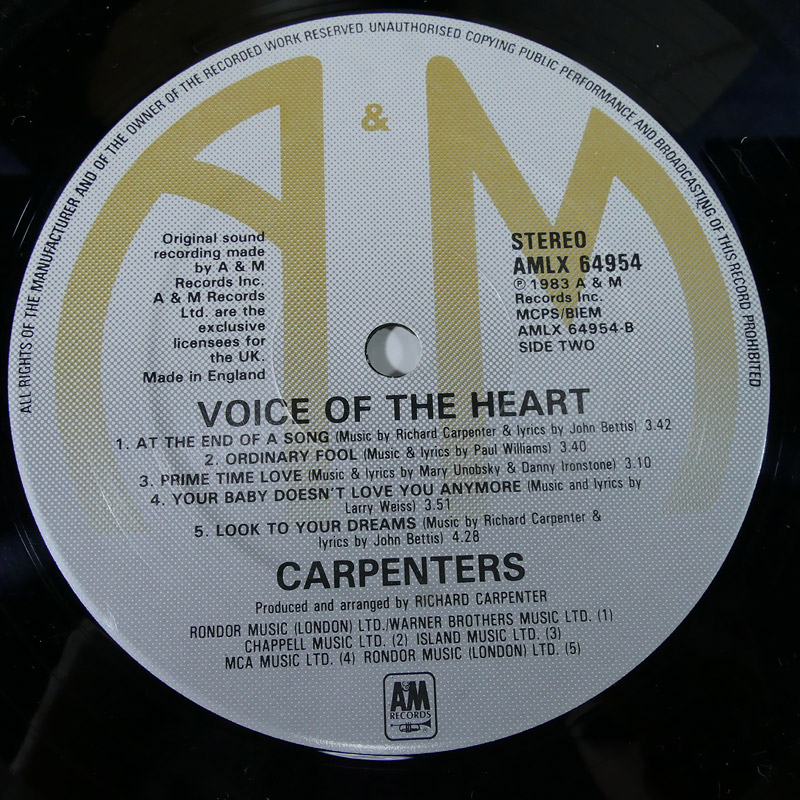 ALL RIGHTS OF THE MANUFACTURER AND OF THE OWNER OF THE RECORDED WORK RESERVED UNAUTHORISED COPYING PUBLIC PERFORMANCE AND BROADCASTING OF THIS RECORD PROHIBITED
A & M
Original sound
recording made
by A & M
Records Inc.
A & M Records
Ltd. are the
exclusive
licensees for
the UK.
Made in England
STEREO
AMLX 64954
℗ 1983 A & M
Records Inc.
MCPS/BIEM
AMLX 64954-B
SIDE TWO
VOICE OF THE HEART
1. AT THE END OF A SONG (Music by Richard Carpenter & lyrics by John Bettis) 3.42
2. ORDINARY FOOL (Music & lyrics by Paul Williams) 3.40
3. PRIME TIME LOVE (Music & lyrics by Mary Unobsky & Danny Ironstone) 3.10
4. YOUR BABY DOESN'T LOVE YOU ANYMORE (Music and lyrics by
Larry Weiss) 3.51
5. LOOK TO YOUR DREAMS (Music by Richard Carpenter &
lyrics by John Bettis) 4.28
CARPENTERS
Produced and arranged by RICHARD CARPENTER
RONDOR MUSIC (LONDON) LTD./WARNER BROTHERS MUSIC LTD. (1)
CHAPPELL MUSIC LTD. (2) ISLAND MUSIC LTD. (3)
MCA MUSIC LTD. (4) RONDOR MUSIC (LONDON) LTD. (5)
A&M
RECORDS